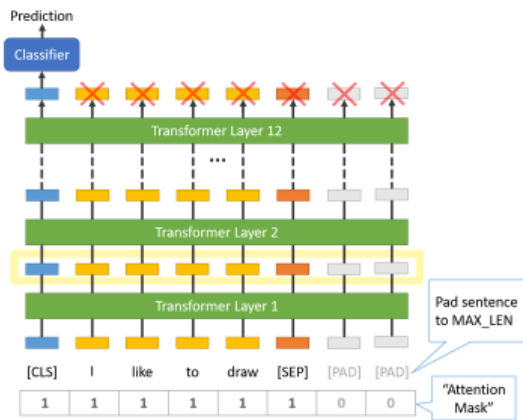 Prediction
Classifier
Transformer Layer 12
...
Transformer Layer 2
Transformer Layer 1
Pad sentence
to MAX_LEN
[CLS] I like to draw [SEP] [PAD] [PAD]
1 1 1 1 1 1 0 0
"Attention
Mask"